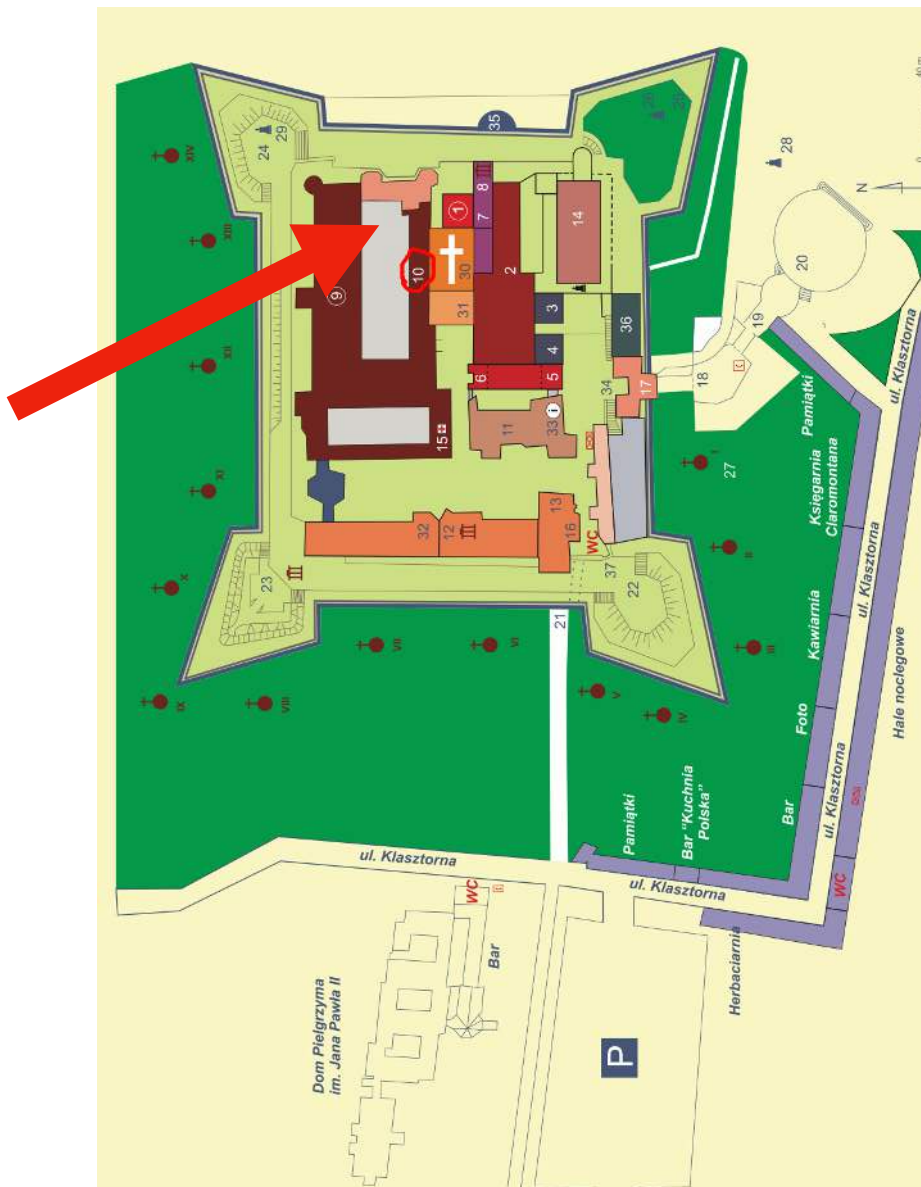 XIV
XIII
XII
XI
X
IX
VIII
VII
VI
V
IV
III
II
I
24
29
35
26
25
28
9
10
1
8
7
30
31
2
14
3
4
36
6
5
34
17
11
33
i
15
32
12
13
16
WC
37
22
23
21
18
19
20
27
N
0
40 m
Pamiątki
Księgarnia
Claromontana
Kawiarnia
Foto
Bar
Bar "Kuchnia
Polska"
Pamiątki
ul. Klasztorna
ul. Klasztorna
ul. Klasztorna
ul. Klasztorna
ul. Klasztorna
Hale noclegowe
WC
Herbaciarnia
WC
Bar
Dom Pielgrzyma
im. Jana Pawła II
P